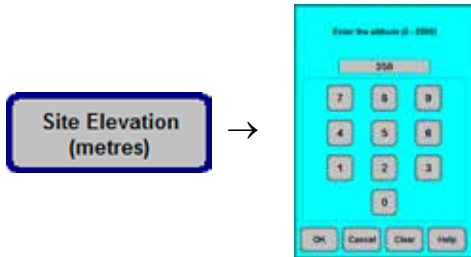 Site Elevation
(metres)
→
Enter the altitude (0 - 2500)
350
7 8 9
4 5 6
1 2 3
0
OK Cancel Clear Help